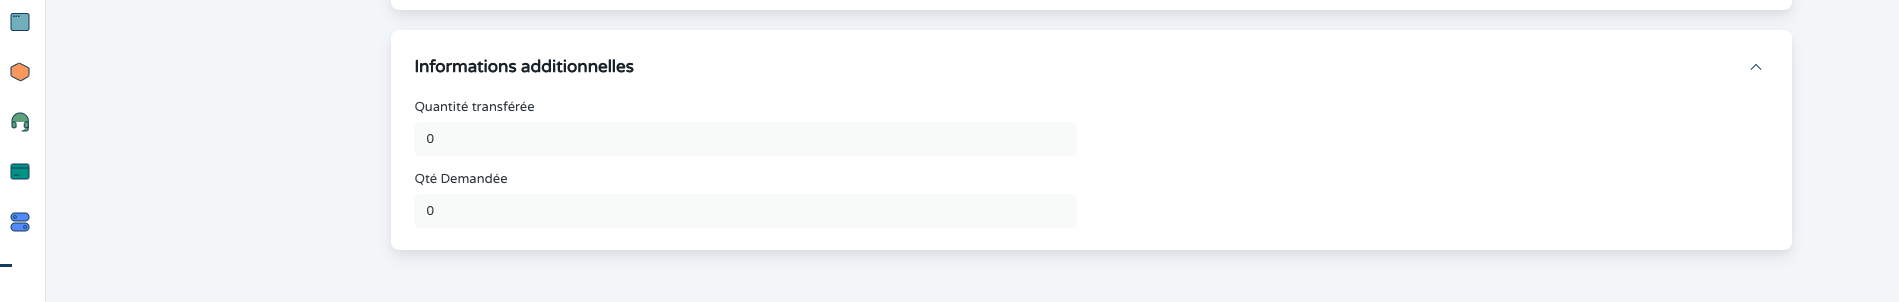 Informations additionnelles
Quantité transférée
0
Qté Demandée
0